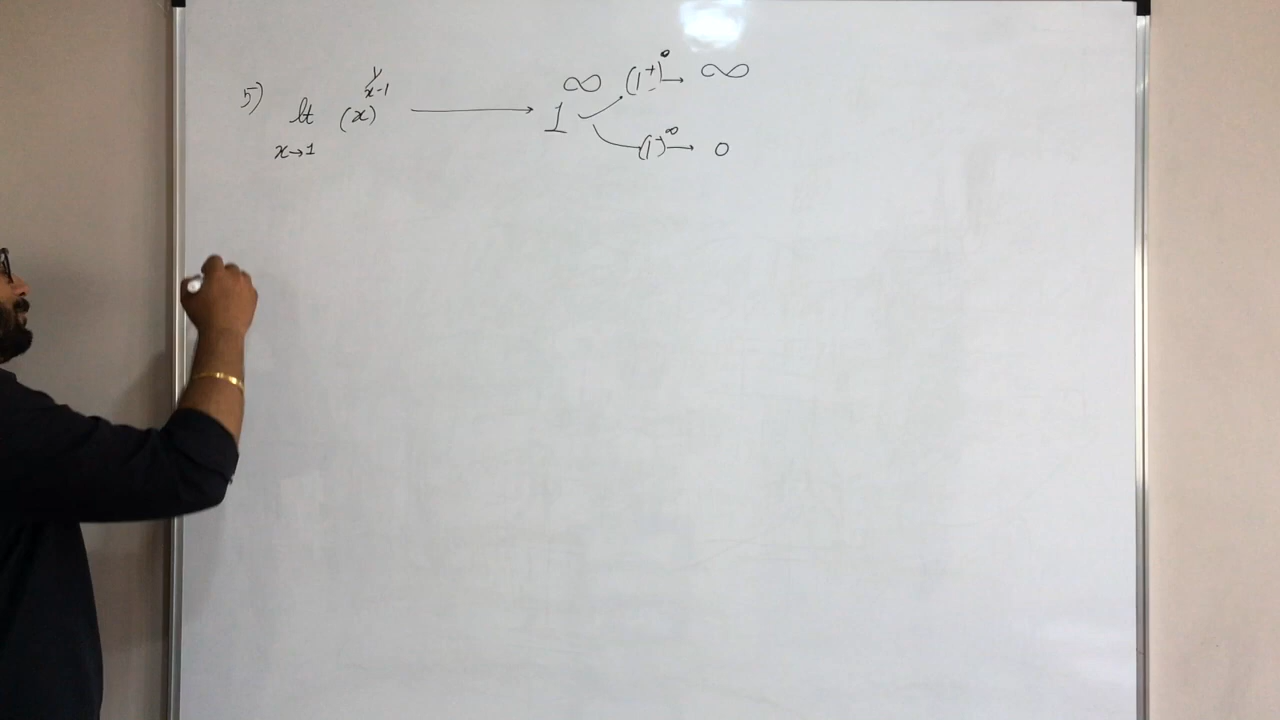 5) lt (x)^1/x-1 → 1^∞ (1⁺)^∞ → ∞
x→1 (1⁻)^∞ → 0